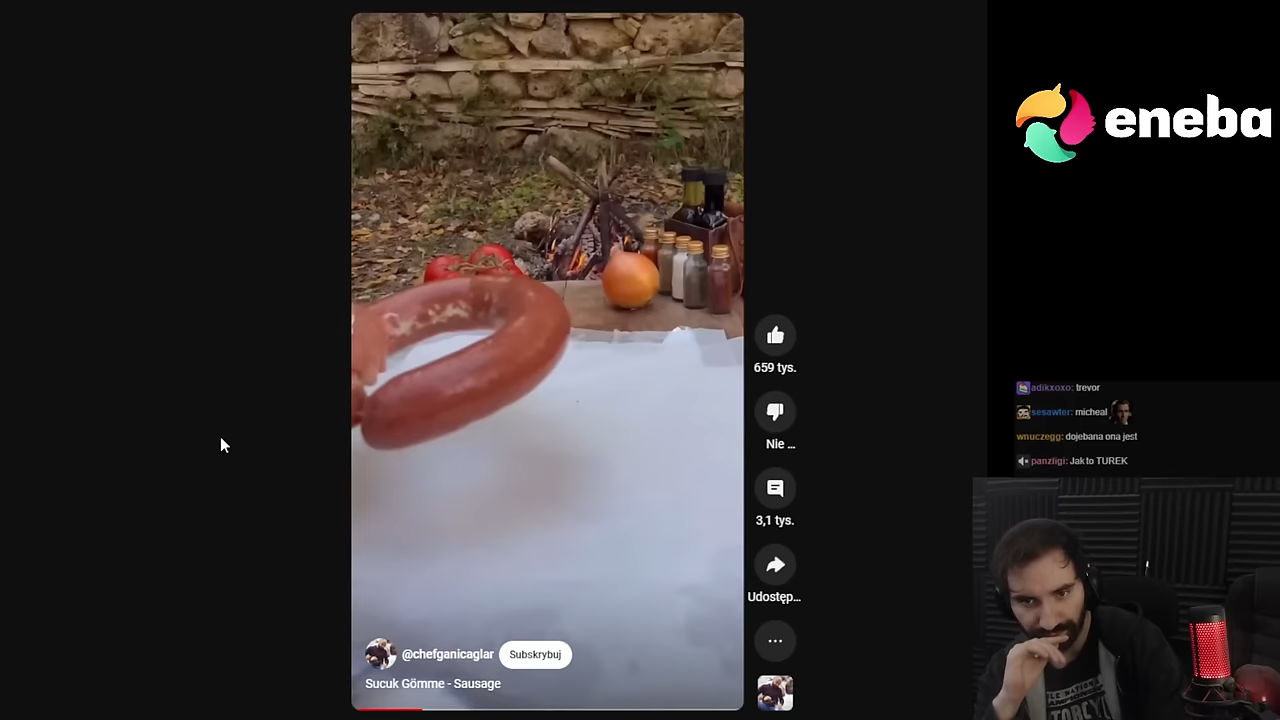 eneba
659 tys.
Nie ...
3,1 tys.
Udostęp...
@chefganicaglar
Subskrybuj
Sucuk Gömme - Sausage
adikxoxo: trevor
sesawter: micheal
wnuczegg: dojebana ona jest
panzligi: Jak to TUREK